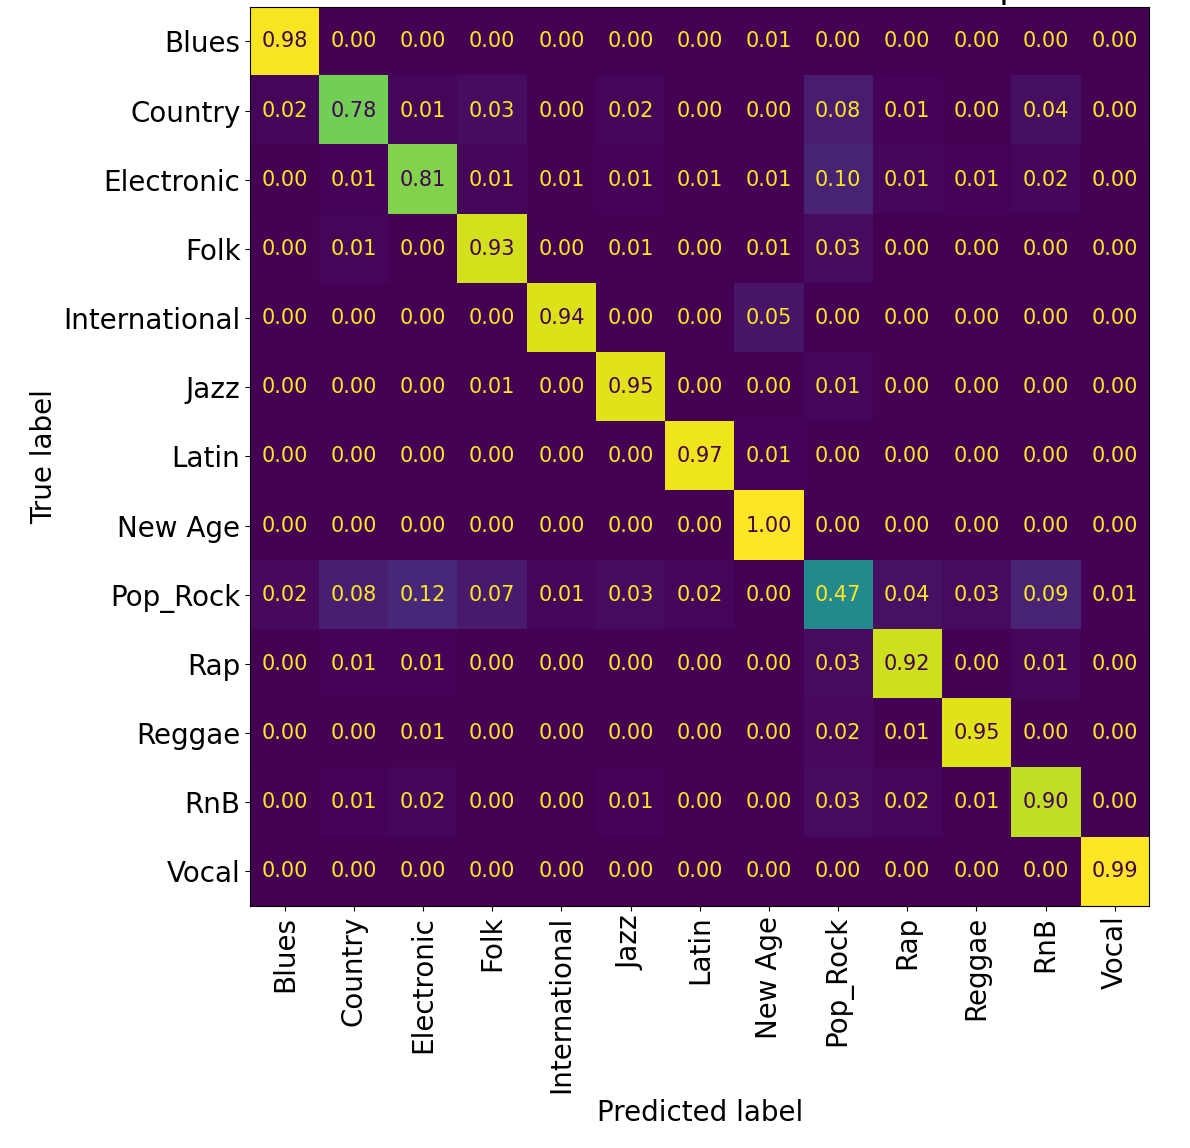 Blues 0.98 0.00 0.00 0.00 0.00 0.00 0.00 0.01 0.00 0.00 0.00 0.00 0.00
Country 0.02 0.78 0.01 0.03 0.00 0.02 0.00 0.00 0.08 0.01 0.00 0.04 0.00
Electronic 0.00 0.01 0.81 0.01 0.01 0.01 0.01 0.01 0.10 0.01 0.01 0.02 0.00
Folk 0.00 0.01 0.00 0.93 0.00 0.01 0.00 0.01 0.03 0.00 0.00 0.00 0.00
International 0.00 0.00 0.00 0.00 0.94 0.00 0.00 0.05 0.00 0.00 0.00 0.00 0.00
Jazz 0.00 0.00 0.00 0.01 0.00 0.95 0.00 0.00 0.01 0.00 0.00 0.00 0.00
Latin 0.00 0.00 0.00 0.00 0.00 0.00 0.97 0.01 0.00 0.00 0.00 0.00 0.00
New Age 0.00 0.00 0.00 0.00 0.00 0.00 0.00 1.00 0.00 0.00 0.00 0.00 0.00
Pop_Rock 0.02 0.08 0.12 0.07 0.01 0.03 0.02 0.00 0.47 0.04 0.03 0.09 0.01
Rap 0.00 0.01 0.01 0.00 0.00 0.00 0.00 0.00 0.03 0.92 0.00 0.01 0.00
Reggae 0.00 0.00 0.01 0.00 0.00 0.00 0.00 0.00 0.02 0.01 0.95 0.00 0.00
RnB 0.00 0.01 0.02 0.00 0.00 0.01 0.00 0.00 0.03 0.02 0.01 0.90 0.00
Vocal 0.00 0.00 0.00 0.00 0.00 0.00 0.00 0.00 0.00 0.00 0.00 0.00 0.99
True label
Blues Country Electronic Folk International Jazz Latin New Age Pop_Rock Rap Reggae RnB Vocal
Predicted label